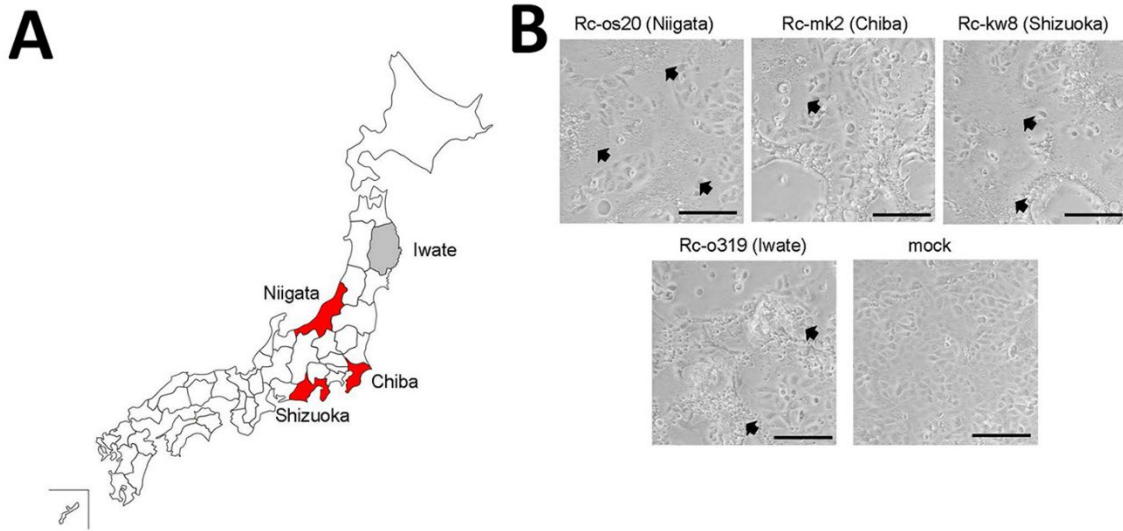 A
Iwate
Niigata
Chiba
Shizuoka
B
Rc-os20 (Niigata)
Rc-mk2 (Chiba)
Rc-kw8 (Shizuoka)
Rc-o319 (Iwate)
mock